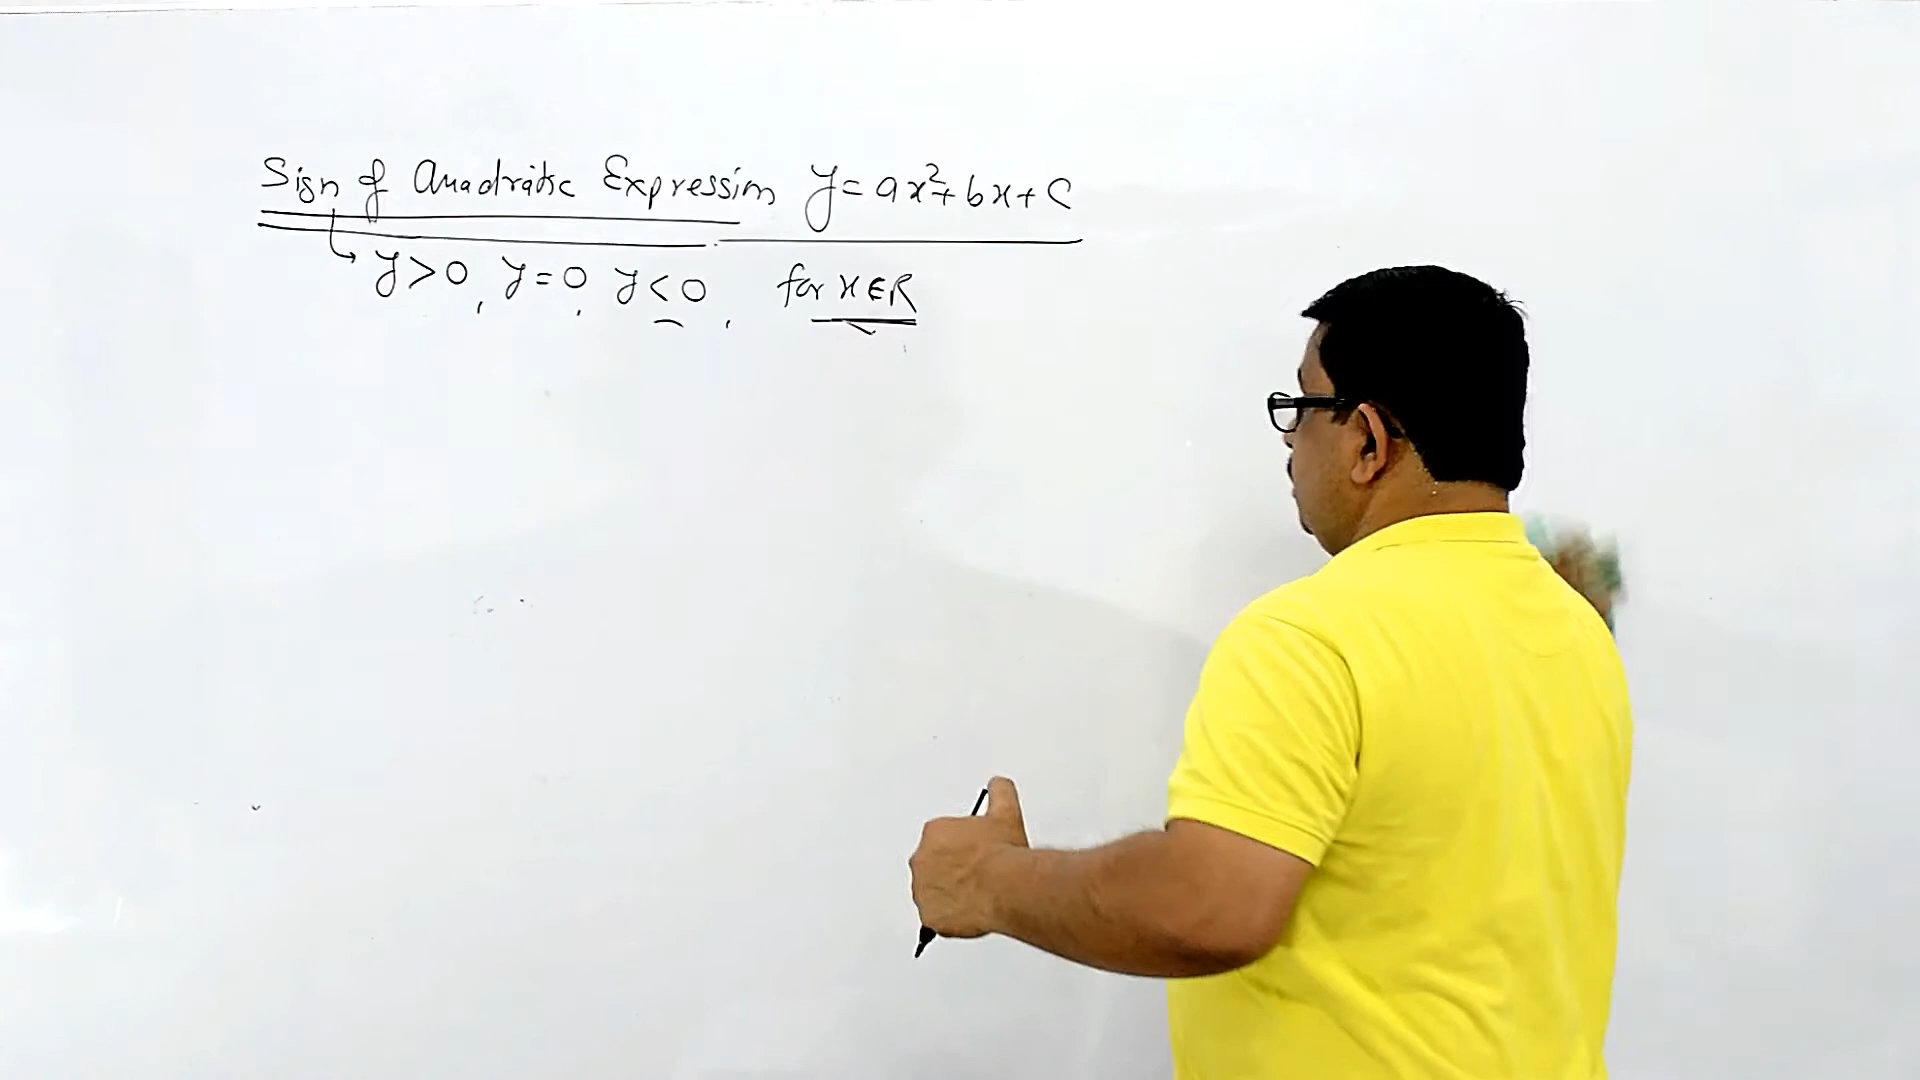 Sign of Quadratic Expression y = ax²+bx+c
y>0, y=0, y<0, for x∈R